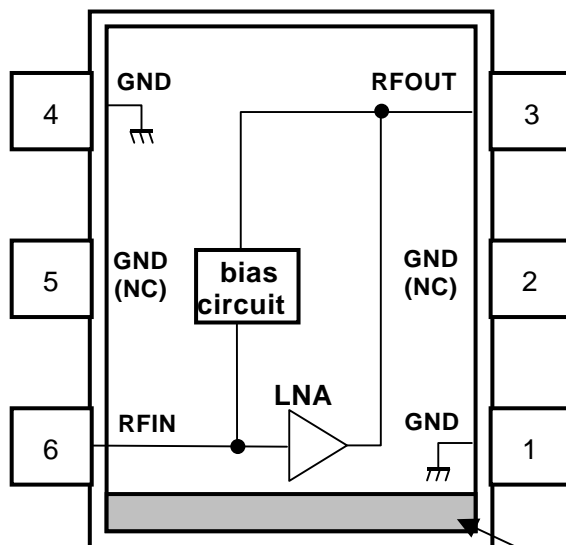 GND
RFOUT
4
3
5
GND
(NC)
bias
circuit
GND
(NC)
2
LNA
6
RFIN
GND
1